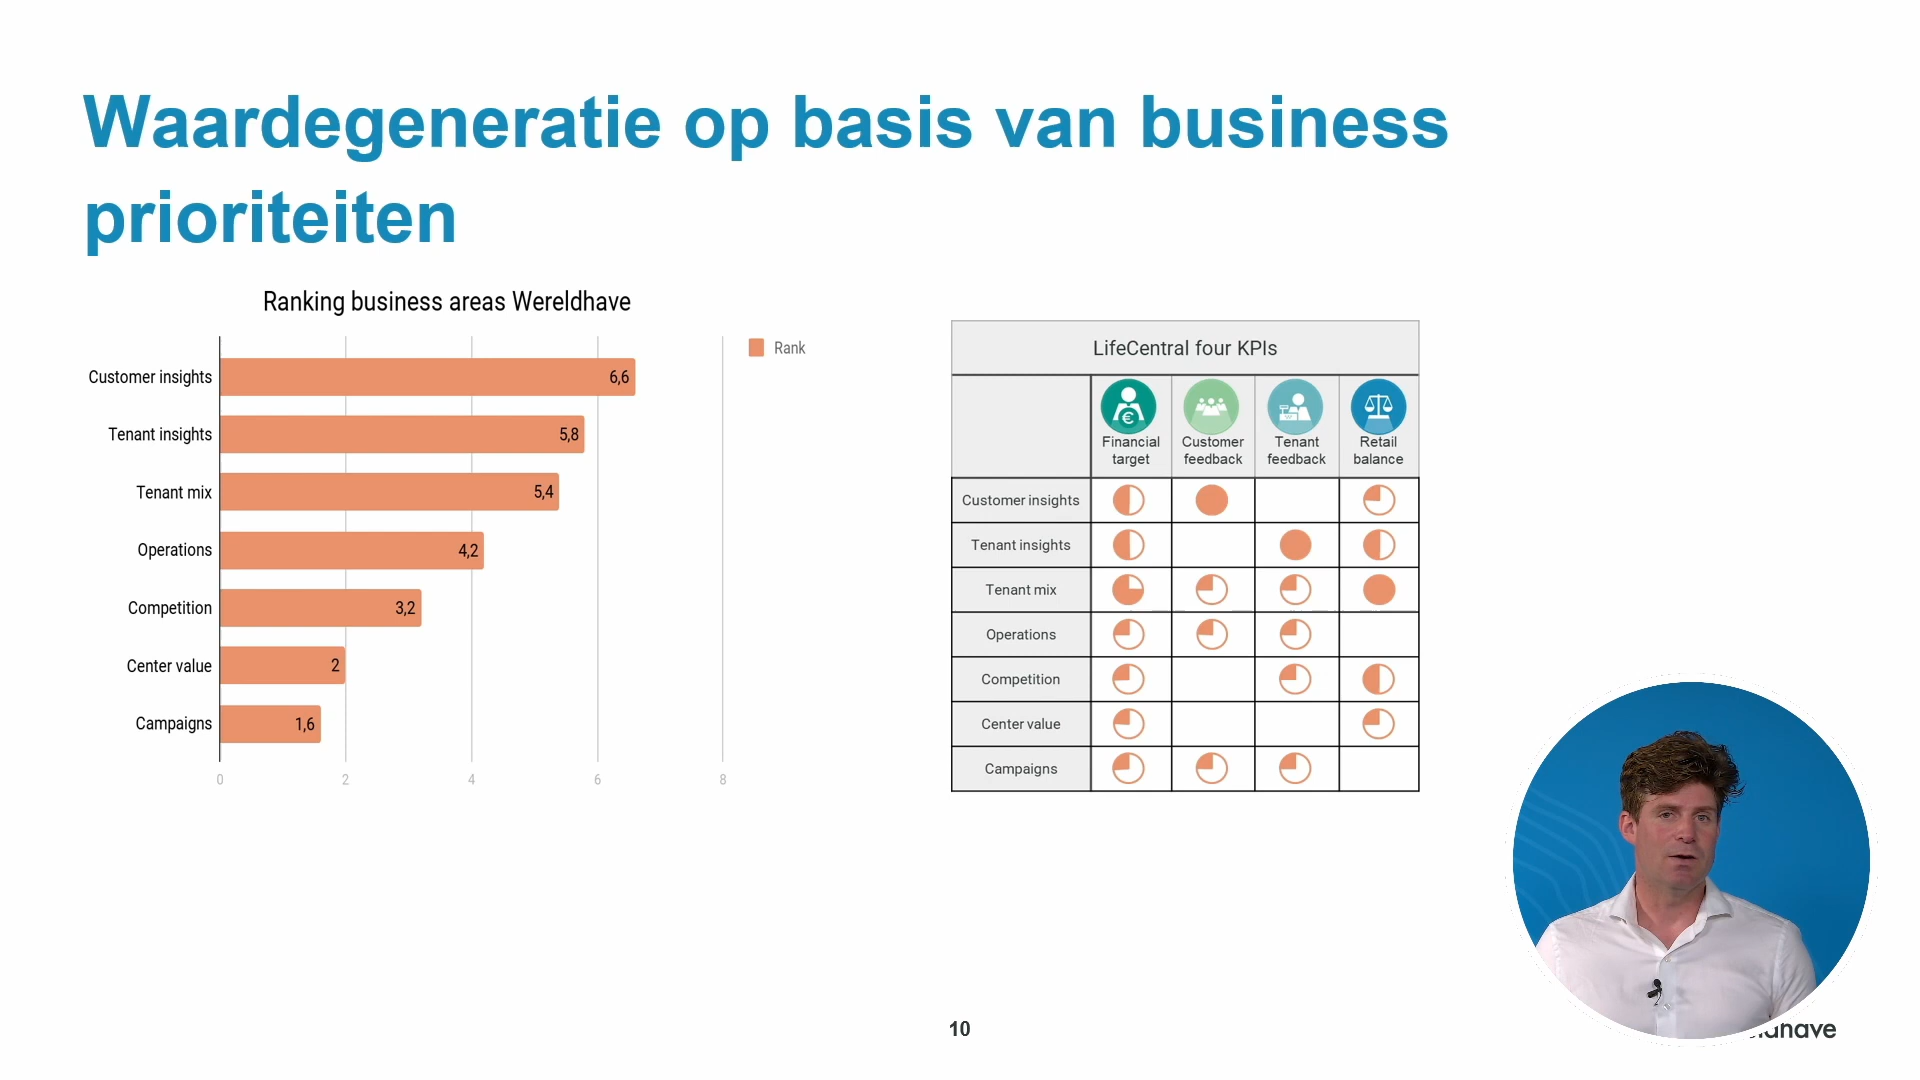 Waardegeneratie op basis van business
prioriteiten
Ranking business areas Wereldhave
Rank
Customer insights 6,6
Tenant insights 5,8
Tenant mix 5,4
Operations 4,2
Competition 3,2
Center value 2
Campaigns 1,6
0 2 4 6 8
LifeCentral four KPIs
Financial target
Customer feedback
Tenant feedback
Retail balance
Customer insights
Tenant insights
Tenant mix
Operations
Competition
Center value
Campaigns
10